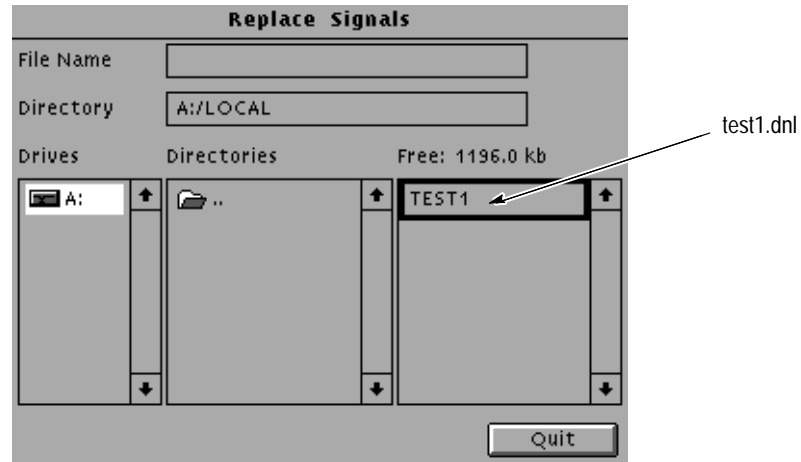 Replace Signals
File Name
Directory A:/LOCAL
test1.dnl
Drives Directories Free: 1196.0 kb
A: .. TEST1
Quit